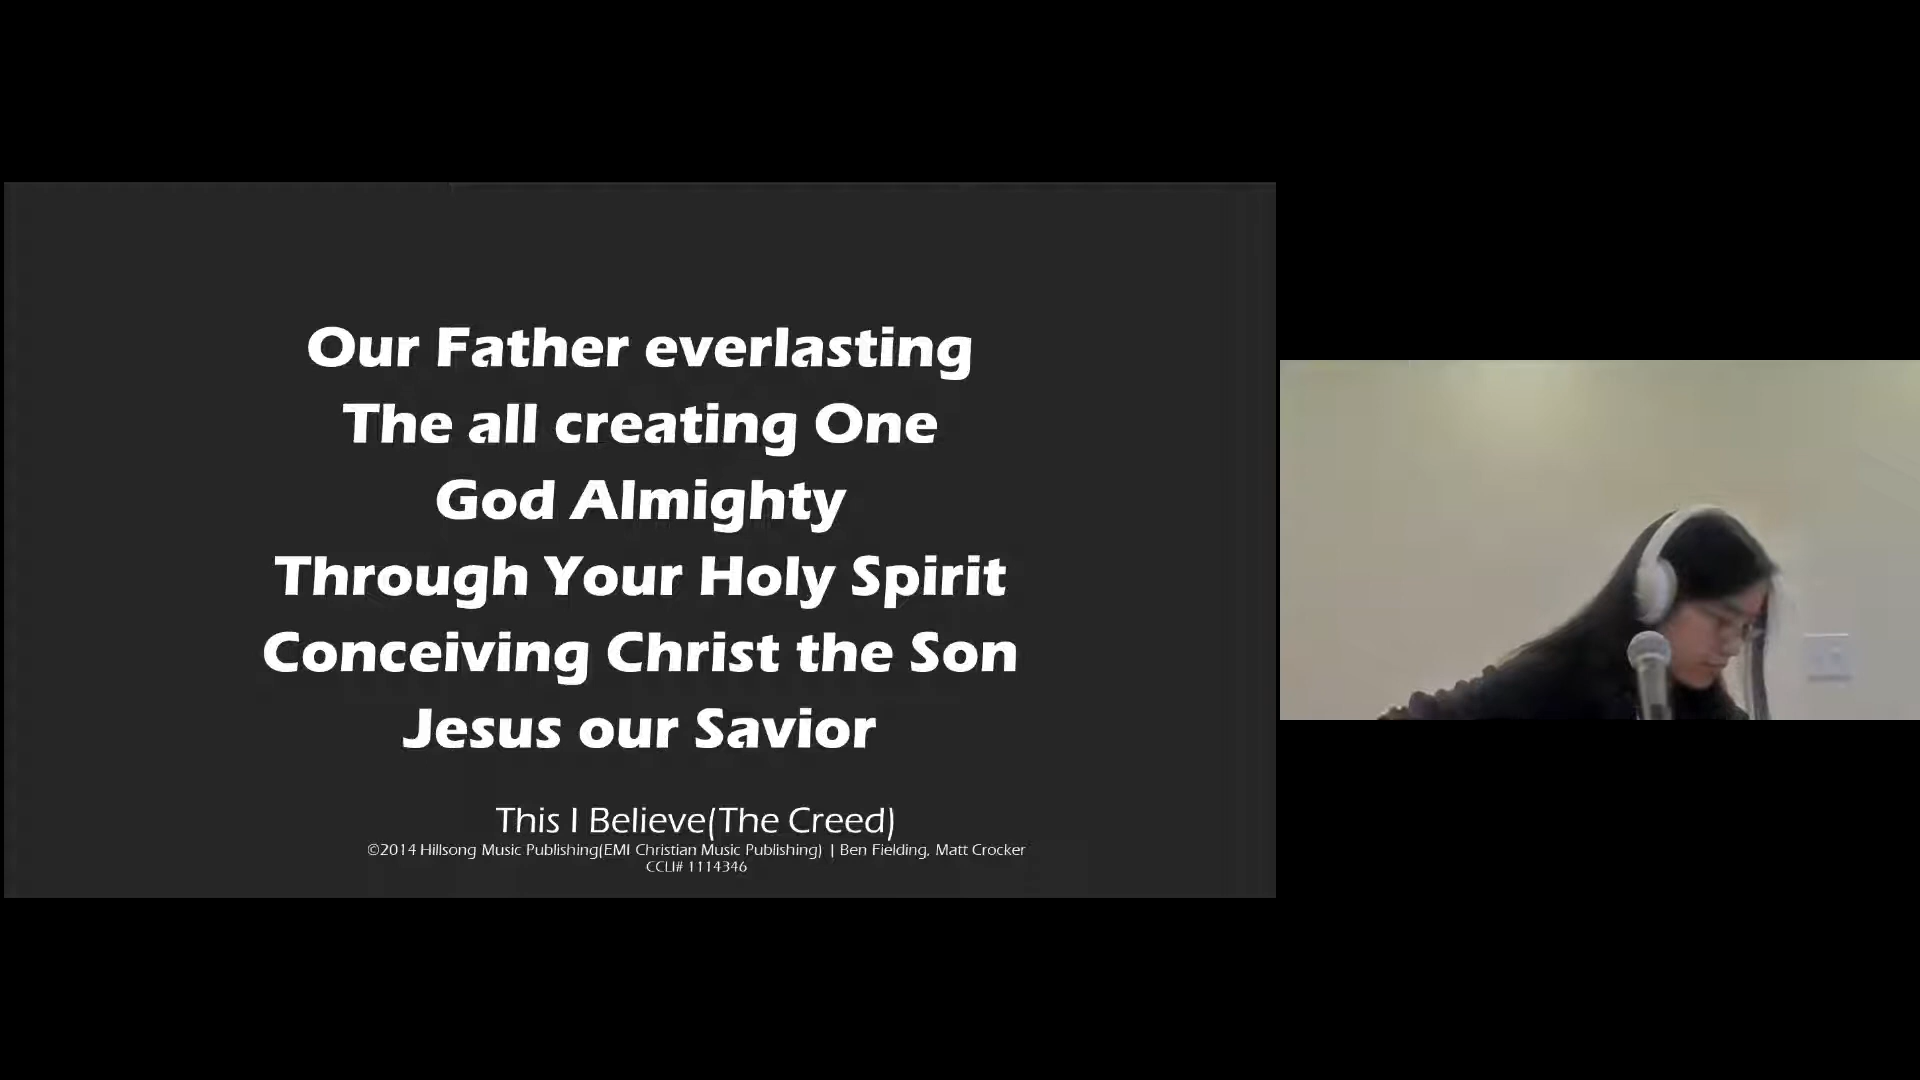 Our Father everlasting
The all creating One
God Almighty
Through Your Holy Spirit
Conceiving Christ the Son
Jesus our Savior
This I Believe(The Creed)
©2014 Hillsong Music Publishing(EMI Christian Music Publishing) | Ben Fielding, Matt Crocker
CCLI# 1114346